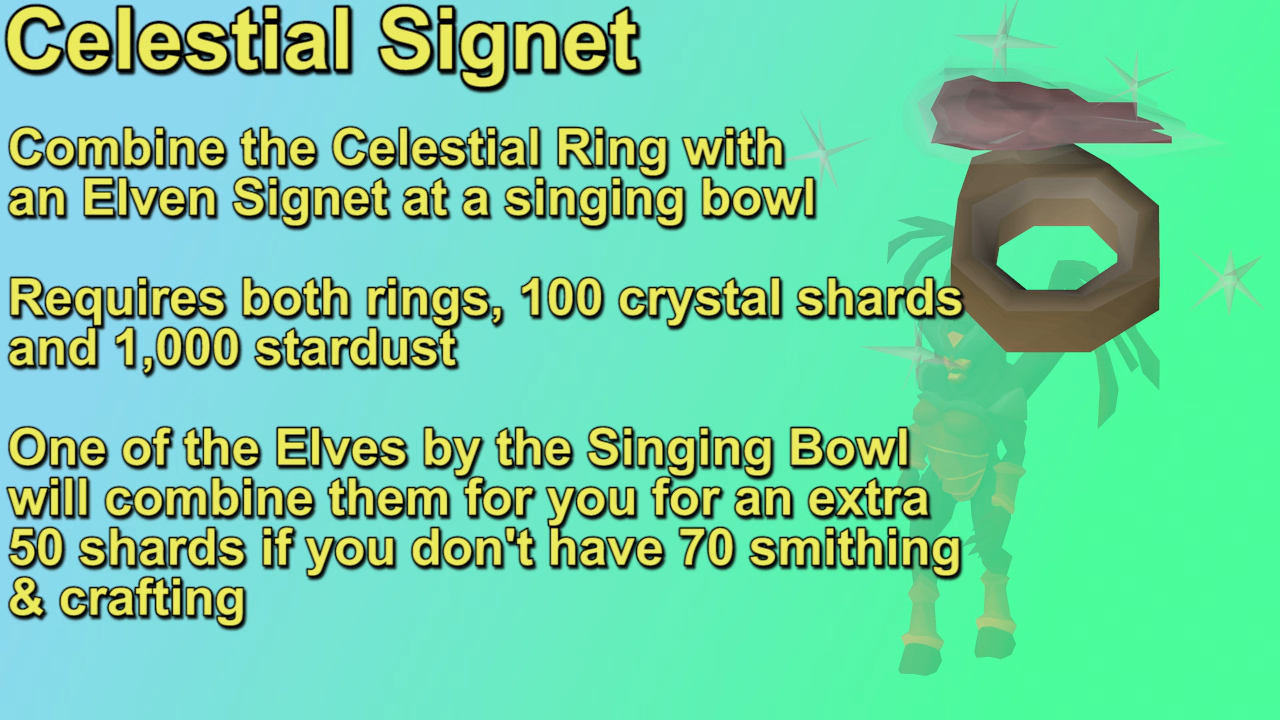 Celestial Signet
Combine the Celestial Ring with
an Elven Signet at a singing bowl
Requires both rings, 100 crystal shards
and 1,000 stardust
One of the Elves by the Singing Bowl
will combine them for you for an extra
50 shards if you don't have 70 smithing
& crafting